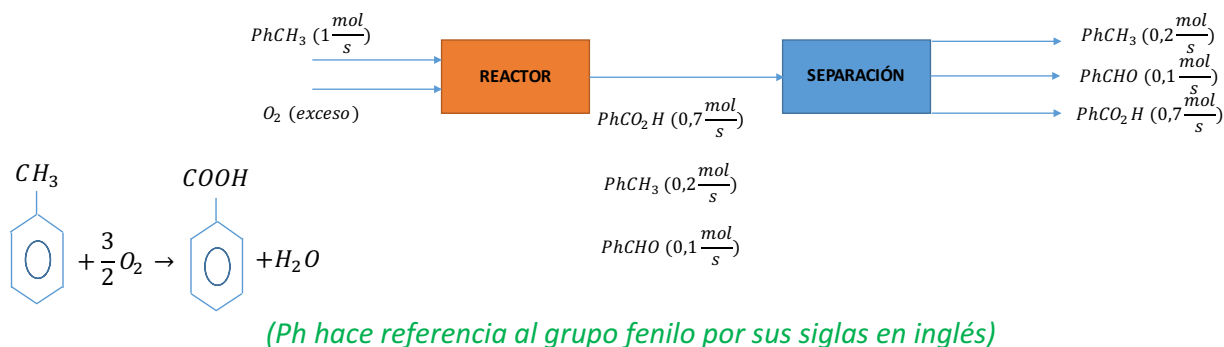 PhCH₃ (1 mol/s)
O₂ (exceso)
REACTOR
PhCO₂H (0,7 mol/s)
PhCH₃ (0,2 mol/s)
PhCHO (0,1 mol/s)
SEPARACIÓN
PhCH₃ (0,2 mol/s)
PhCHO (0,1 mol/s)
PhCO₂H (0,7 mol/s)
CH₃ COOH
+ 3/2 O₂ → +H₂O
(Ph hace referencia al grupo fenilo por sus siglas en inglés)